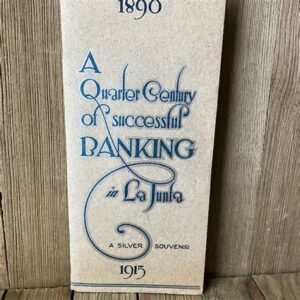 1890
A
Quarter Century
of successful
BANKING
in La Junta
A SILVER SOUVENIR
1915